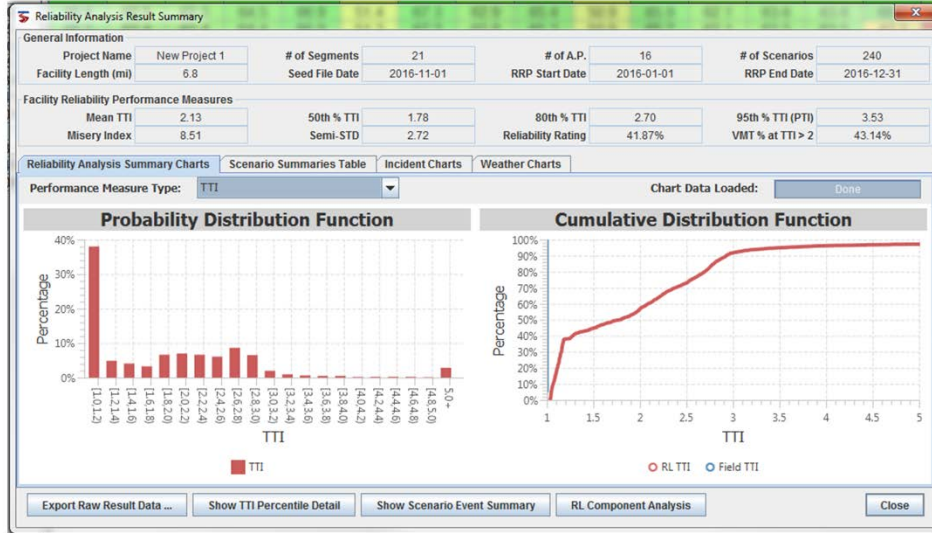 Reliability Analysis Result Summary
General Information
Project Name New Project 1 # of Segments 21 # of A.P. 16 # of Scenarios 240
Facility Length (mi) 6.8 Seed File Date 2016-11-01 RRP Start Date 2016-01-01 RRP End Date 2016-12-31
Facility Reliability Performance Measures
Mean TTI 2.13 50th % TTI 1.78 80th % TTI 2.70 95th % TTI (PTI) 3.53
Misery Index 8.51 Semi-STD 2.72 Reliability Rating 41.87% VMT % at TTI > 2 43.14%
Reliability Analysis Summary Charts Scenario Summaries Table Incident Charts Weather Charts
Performance Measure Type: TTI Chart Data Loaded: Done
Probability Distribution Function
40%
30%
20%
10%
0%
Percentage
[1.0,1.2) [1.2,1.4) [1.4,1.6) [1.6,1.8) [1.8,2.0) [2.0,2.2) [2.2,2.4) [2.4,2.6) [2.6,2.8) [2.8,3.0) [3.0,3.2) [3.2,3.4) [3.4,3.6) [3.6,3.8) [3.8,4.0) [4.0,4.2) [4.2,4.4) [4.4,4.6) [4.6,4.8) [4.8,5.0) 5.0+
TTI
TTI
Cumulative Distribution Function
100%
90%
80%
70%
60%
50%
40%
30%
20%
10%
0%
Percentage
1 1.5 2 2.5 3 3.5 4 4.5 5
TTI
RL TTI Field TTI
Export Raw Result Data ... Show TTI Percentile Detail Show Scenario Event Summary RL Component Analysis Close